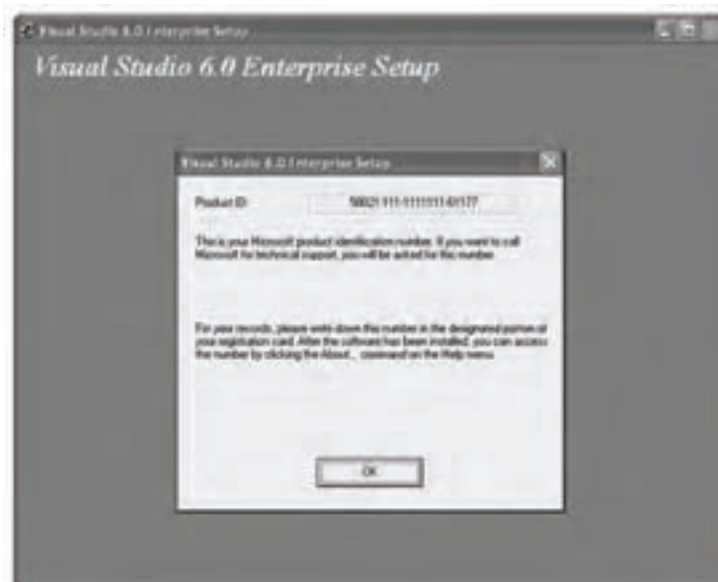 Visual Studio 6.0 Enterprise Setup
Visual Studio 6.0 Enterprise Setup
Visual Studio 6.0 Enterprise Setup
Product ID:
This is your Microsoft product identification number. If you want to call
Microsoft for technical support, you will be asked for this number.
For your records, please write down this number in the designated portion of
your registration card. After the software has been installed, you can access
the number by clicking the About... command on the Help menu.
OK